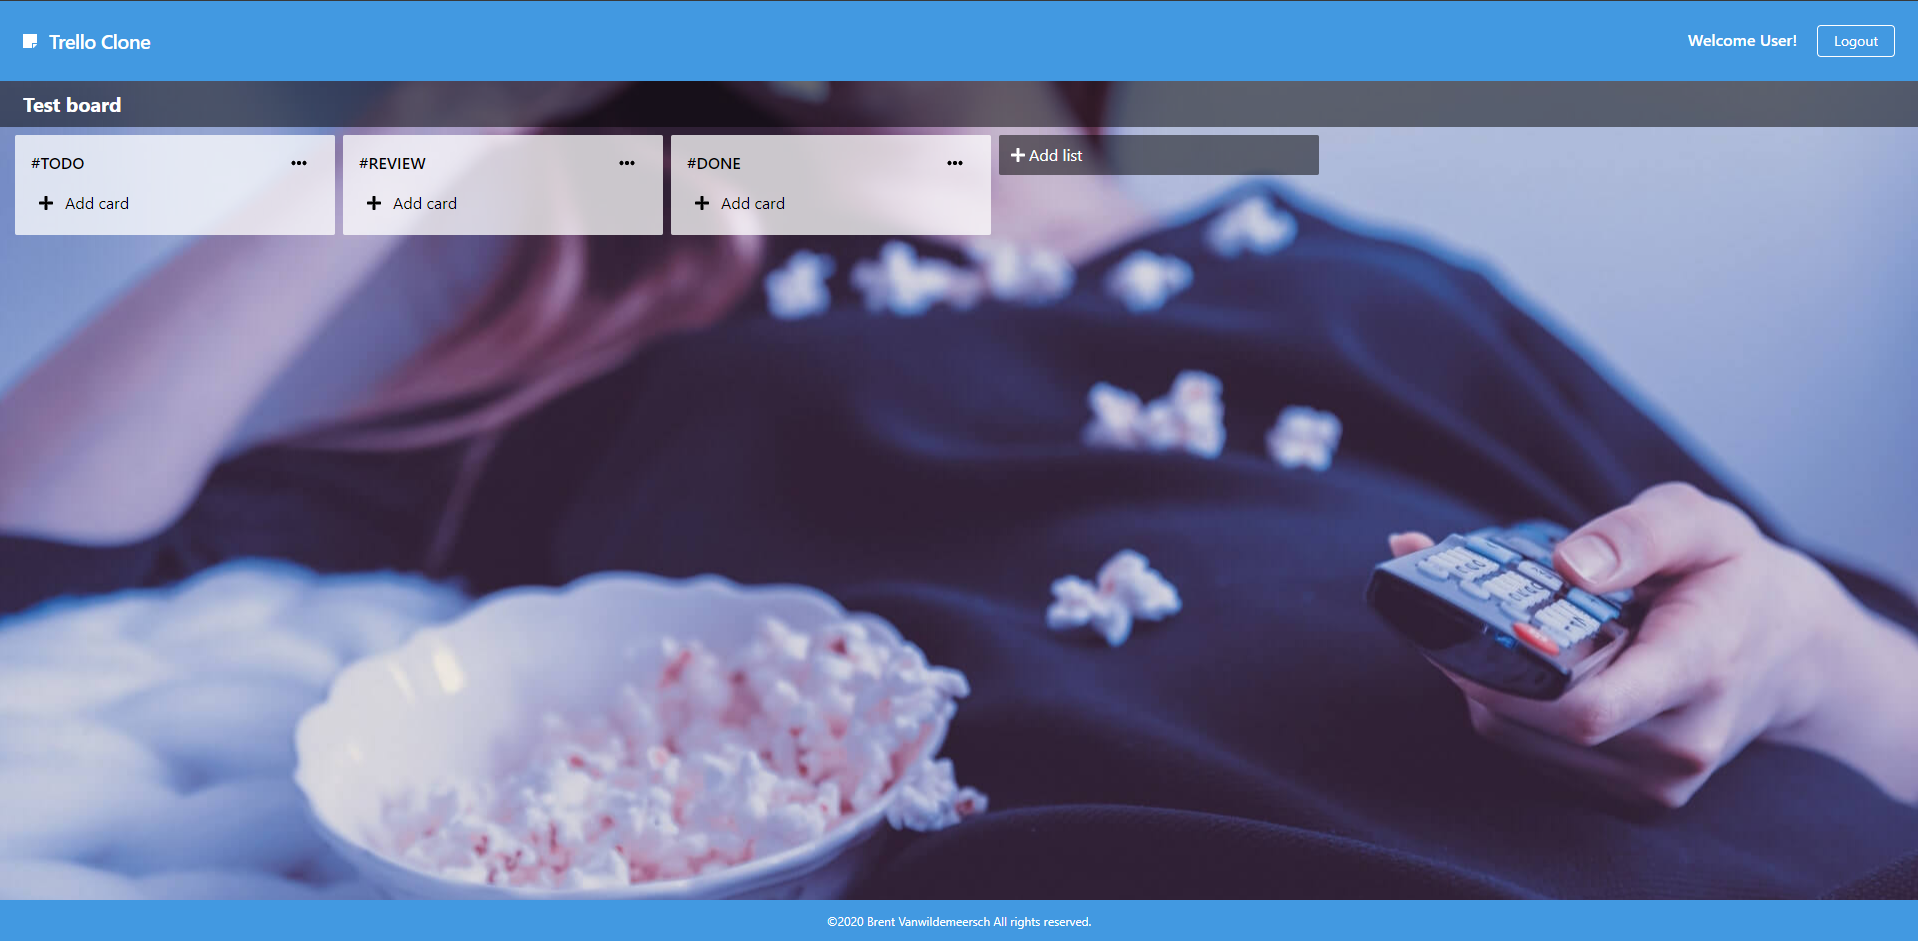 Trello Clone
Welcome User!
Logout
Test board
#TODO
Add card
#REVIEW
Add card
#DONE
Add card
Add list
©2020 Brent Vanwildemeersch All rights reserved.